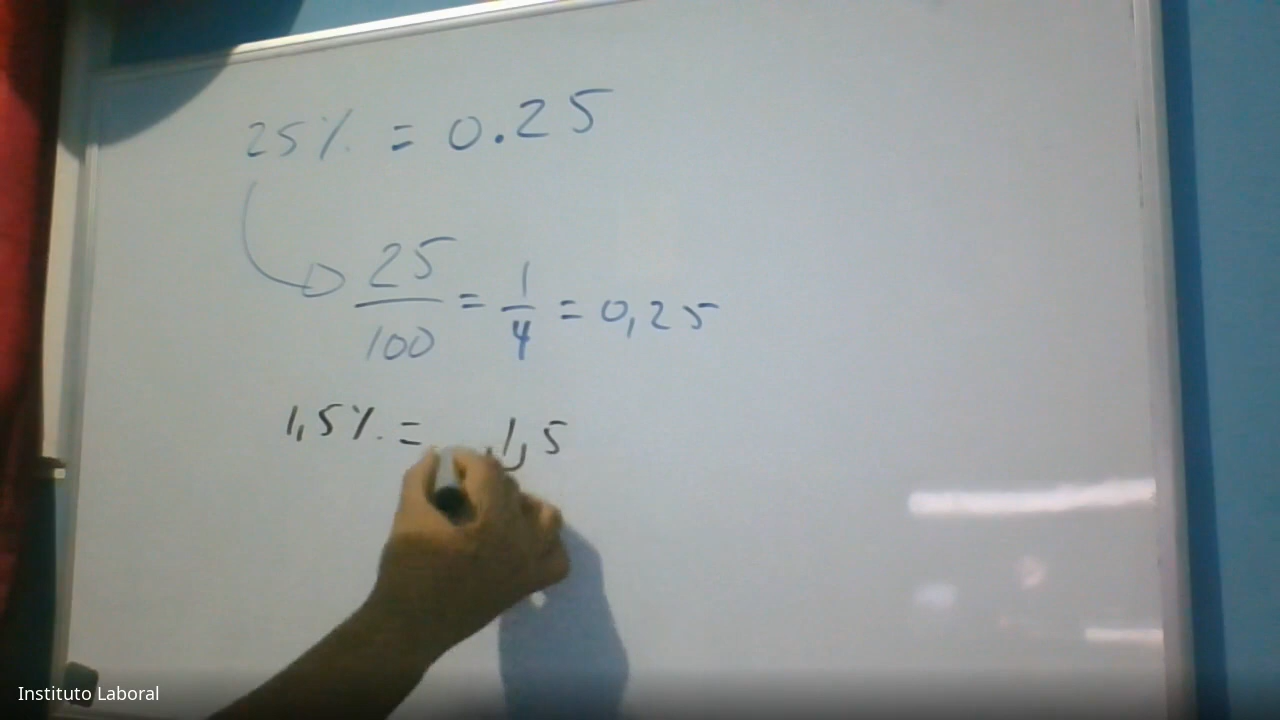 25% = 0.25
25/100 = 1/4 = 0,25
1,5% = 1,5
Instituto Laboral